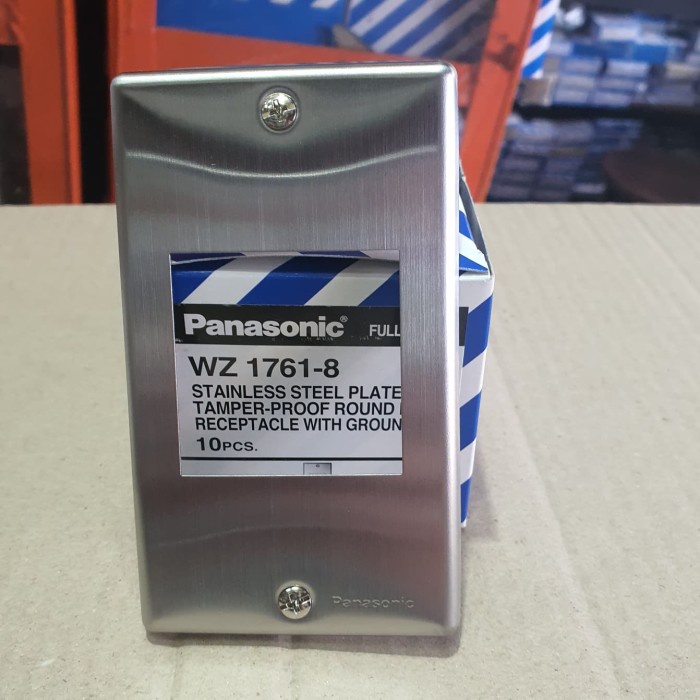 Panasonic® FULL
WZ 1761-8
STAINLESS STEEL PLATE
TAMPER-PROOF ROUND
RECEPTACLE WITH GROUN
10PCS.
Panasonic